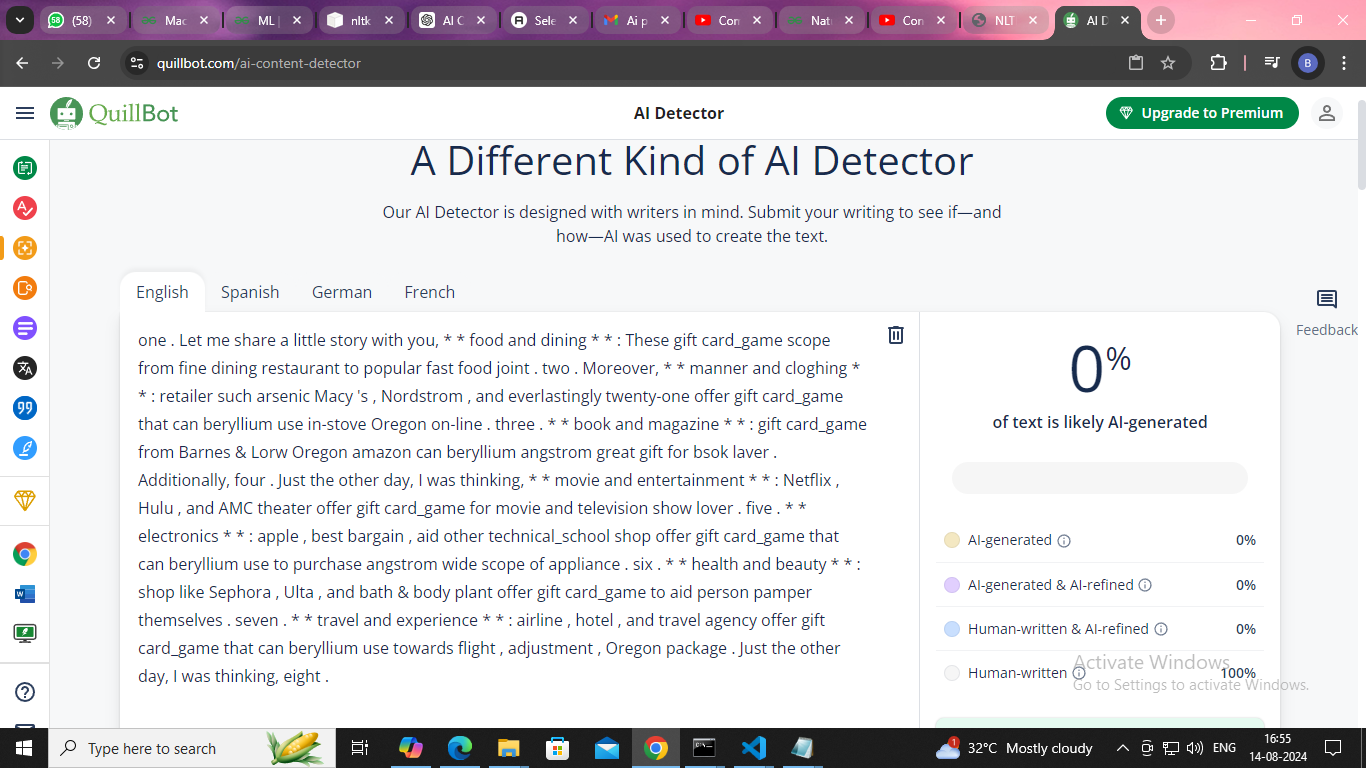 (58)
Mac
ML |
nltk
AI C
Sele
Ai p
Con
Nat
Con
NLT
AI D
quillbot.com/ai-content-detector
B
QuillBot
AI Detector
Upgrade to Premium
A Different Kind of AI Detector
Our AI Detector is designed with writers in mind. Submit your writing to see if—and
how—AI was used to create the text.
English Spanish German French
Feedback
one . Let me share a little story with you, * * food and dining * * : These gift card_game scope
from fine dining restaurant to popular fast food joint . two . Moreover, * * manner and cloghing *
* : retailer such arsenic Macy 's , Nordstrom , and everlastingly twenty-one offer gift card_game
that can beryllium use in-stove Oregon on-line . three . * * book and magazine * * : gift card_game
from Barnes & Lorw Oregon amazon can beryllium angstrom great gift for bsok laver .
Additionally, four . Just the other day, I was thinking, * * movie and entertainment * * : Netflix ,
Hulu , and AMC theater offer gift card_game for movie and television show lover . five . * *
electronics * * : apple , best bargain , aid other technical_school shop offer gift card_game that
can beryllium use to purchase angstrom wide scope of appliance . six . * * health and beauty * * :
shop like Sephora , Ulta , and bath & body plant offer gift card_game to aid person pamper
themselves . seven . * * travel and experience * * : airline , hotel , and travel agency offer gift
card_game that can beryllium use towards flight , adjustment , Oregon package . Just the other
day, I was thinking, eight .
0%
of text is likely AI-generated
AI-generated 0%
AI-generated & AI-refined 0%
Human-written & AI-refined 0%
Human-written 100%
Activate Windows
Go to Settings to activate Windows.
Type here to search
1
32°C Mostly cloudy
ENG
16:55
14-08-2024